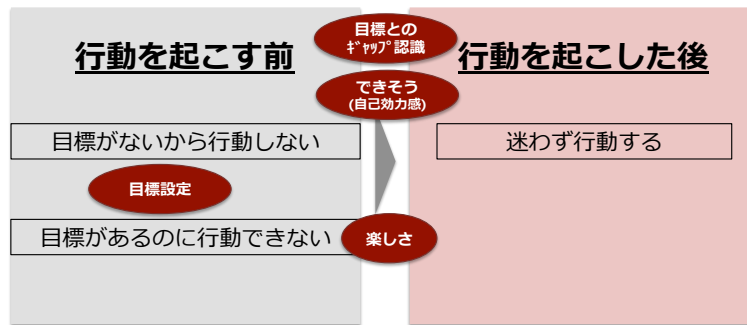 目標との
ｷﾞｬｯﾌﾟ認識
行動を起こす前
行動を起こした後
できそう
(自己効力感)
目標がないから行動しない
迷わず行動する
目標設定
目標があるのに行動できない
楽しさ